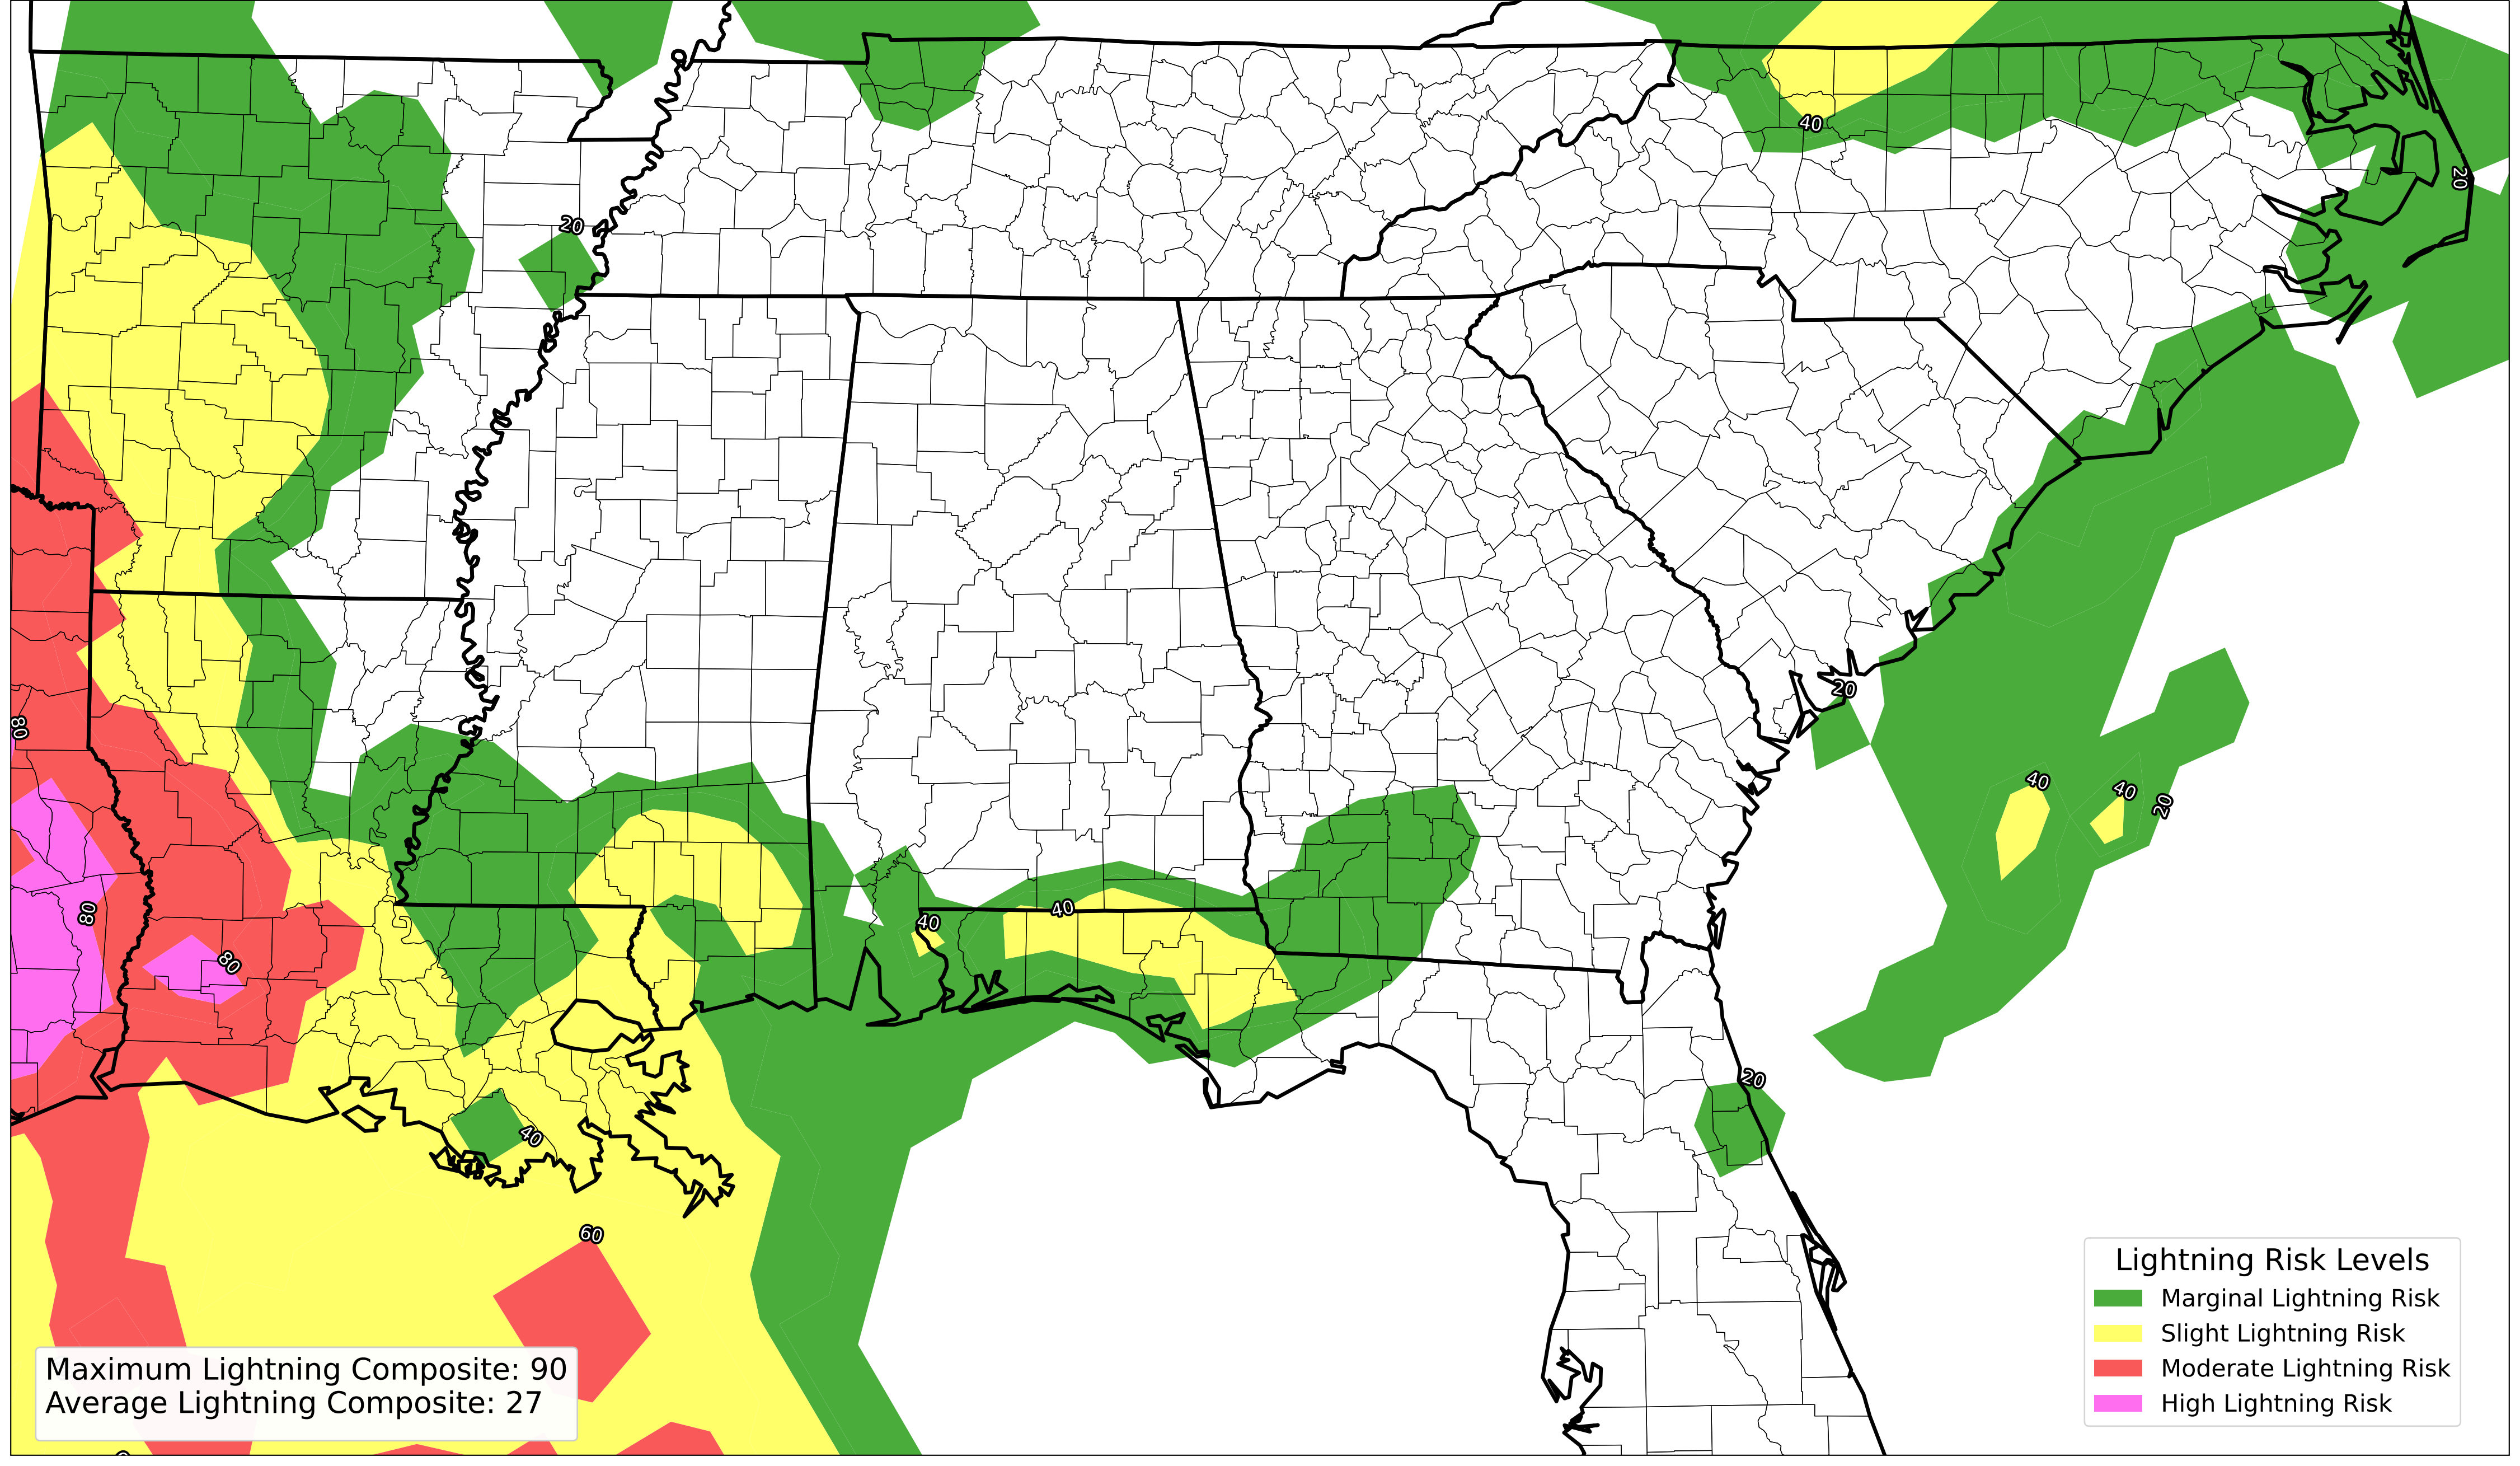 40
20
20
80
20
40
40
20
80
40
40
80
20
40
60
Lightning Risk Levels
Marginal Lightning Risk
Slight Lightning Risk
Moderate Lightning Risk
High Lightning Risk
Maximum Lightning Composite: 90
Average Lightning Composite: 27